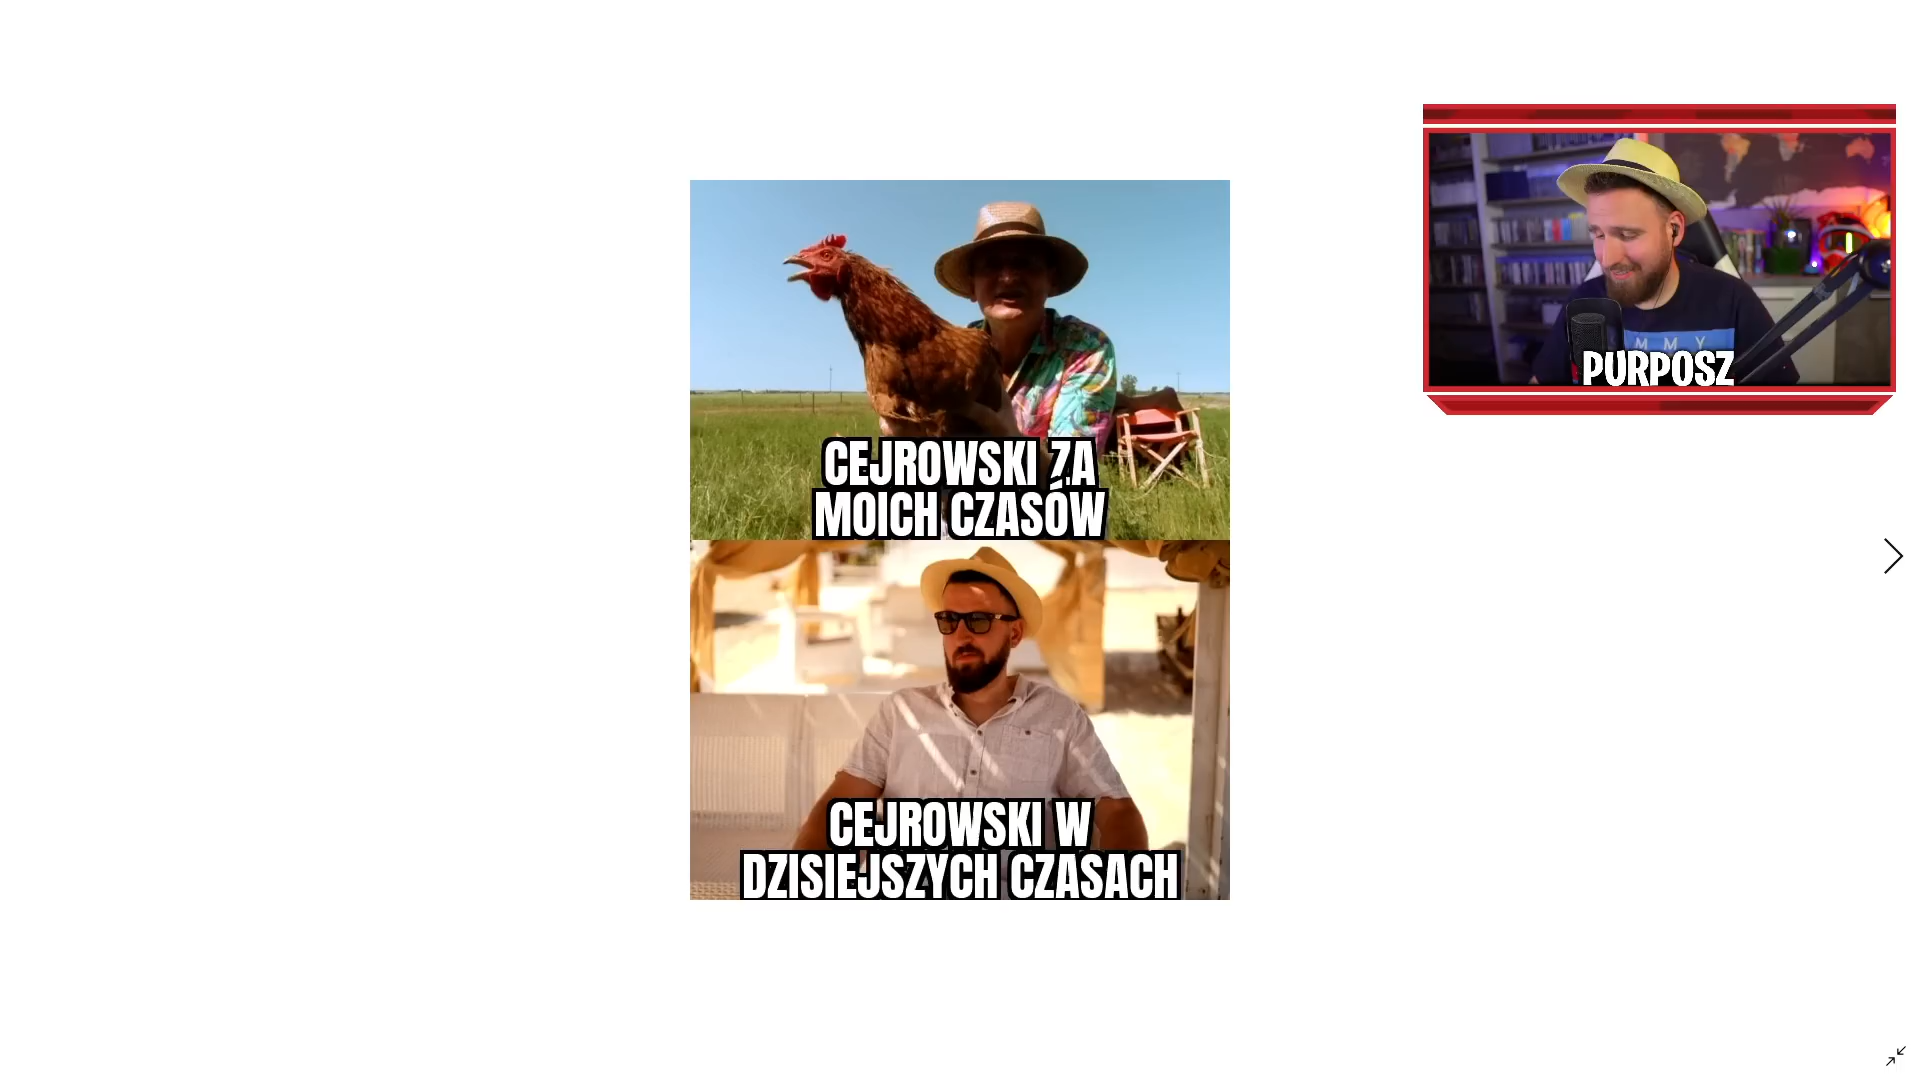 CEJROWSKI ZA
MOICH CZASÓW
CEJROWSKI W
DZISIEJSZYCH CZASACH
M M Y
PURPOSZ